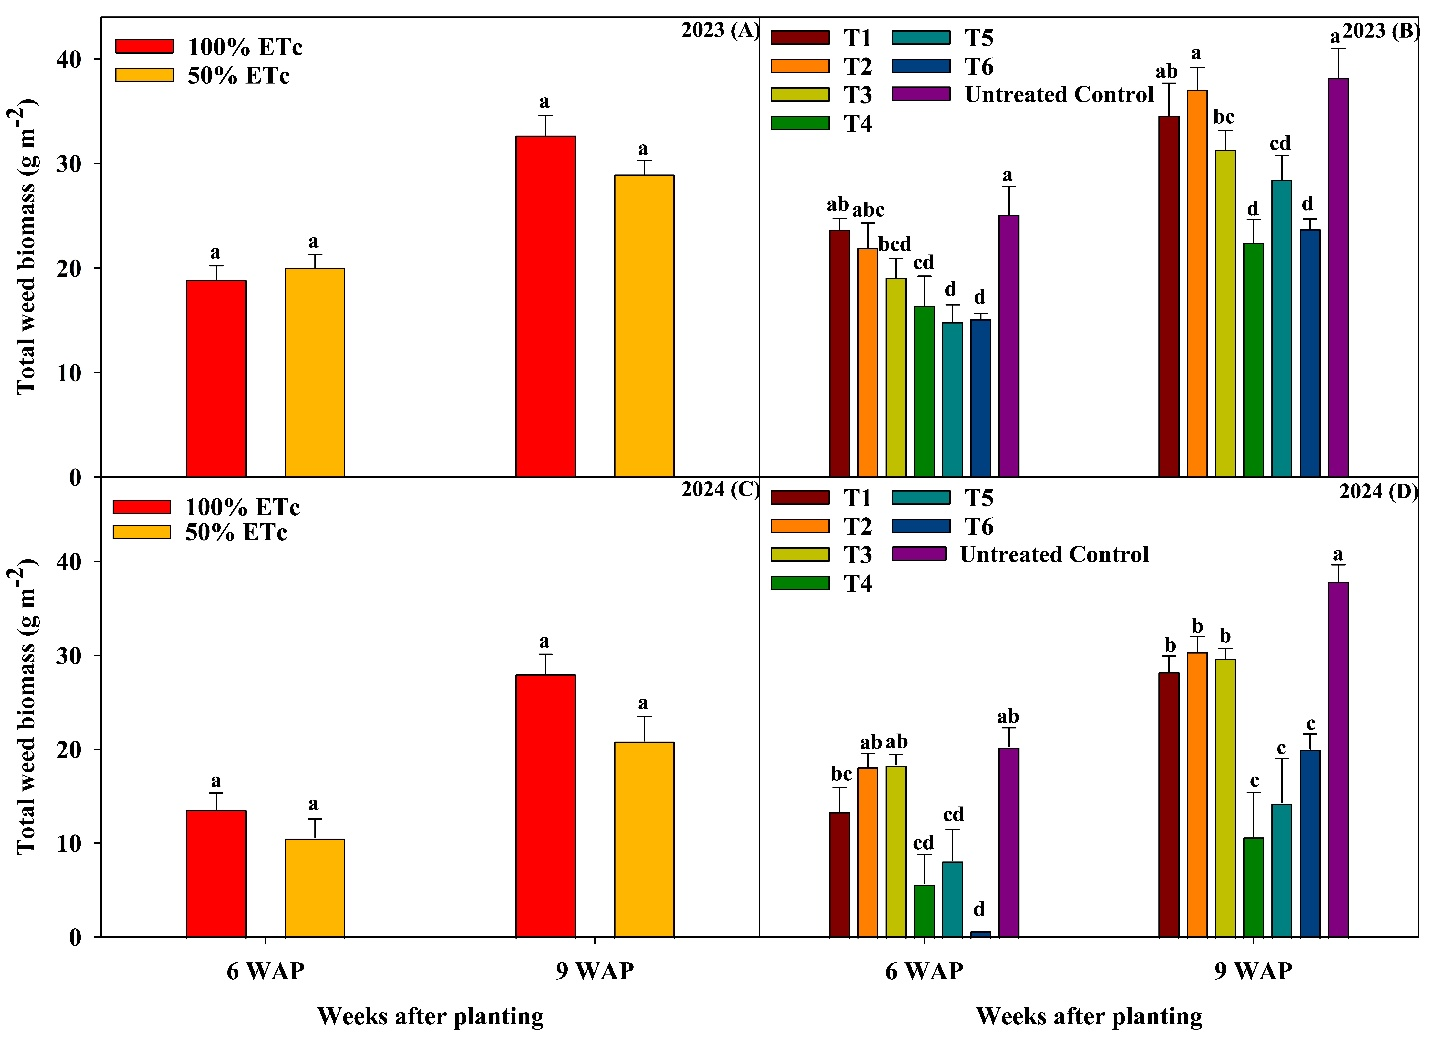 2023 (A)
100% ETc
50% ETc
Total weed biomass (g m-2)
40
30
20
10
0
a
a
a
a
2023 (B)
T1
T2
T3
T4
T5
T6
Untreated Control
ab
abc
bcd
cd
d
d
a
ab
a
bc
d
cd
d
a
2024 (C)
100% ETc
50% ETc
Total weed biomass (g m-2)
40
30
20
10
0
a
a
a
a
6 WAP
9 WAP
Weeks after planting
2024 (D)
T1
T2
T3
T4
T5
T6
Untreated Control
bc
ab
ab
cd
cd
d
ab
b
b
b
c
c
c
a
6 WAP
9 WAP
Weeks after planting